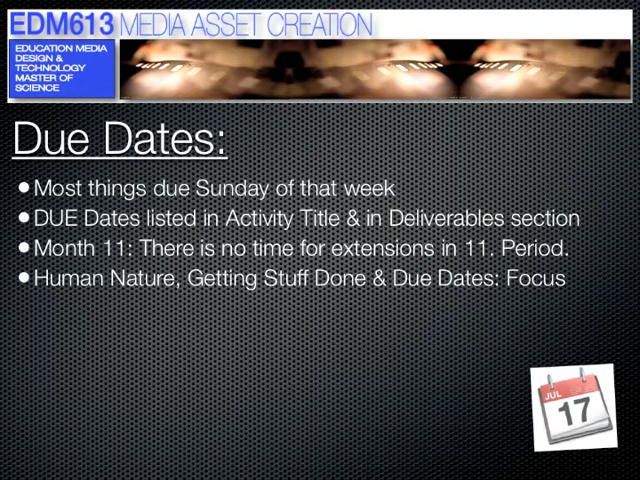 EDM613 MEDIA ASSET CREATION
EDUCATION MEDIA
DESIGN &
TECHNOLOGY
MASTER OF
SCIENCE
Due Dates:
• Most things due Sunday of that week
• DUE Dates listed in Activity Title & in Deliverables section
• Month 11: There is no time for extensions in 11. Period.
• Human Nature, Getting Stuff Done & Due Dates: Focus
JUL
17